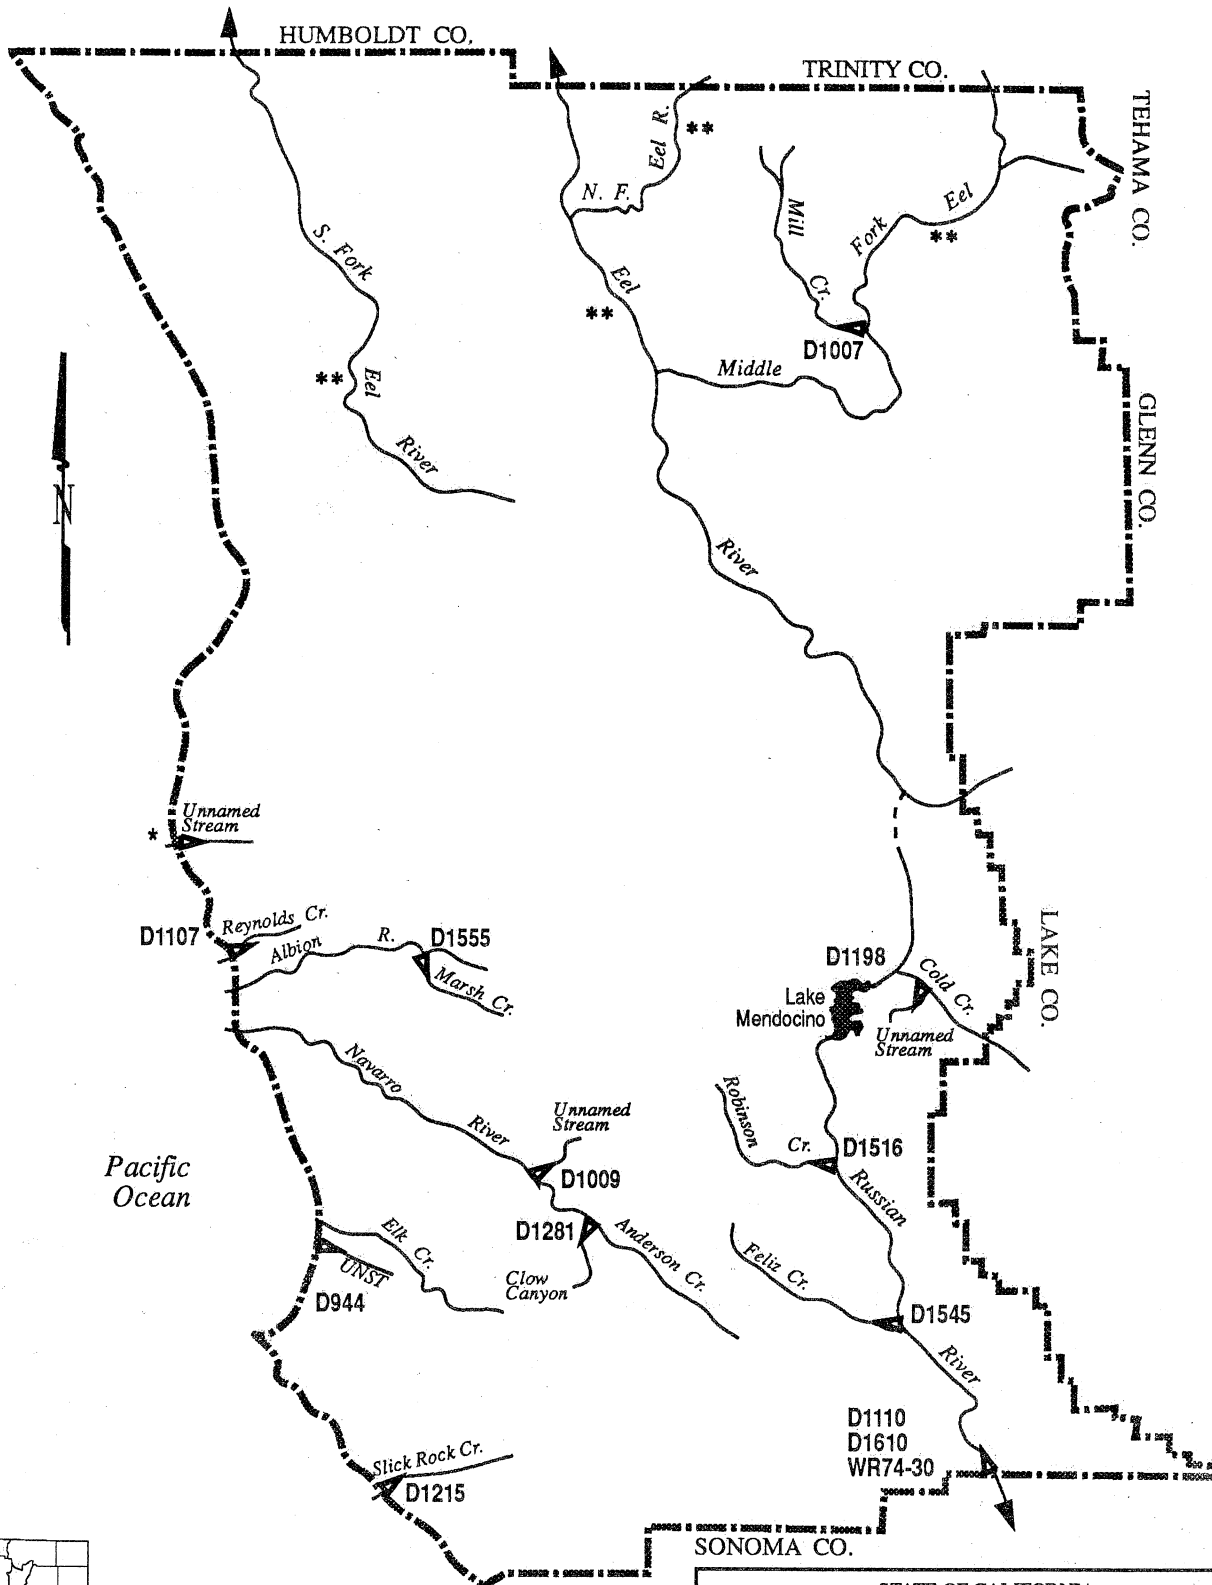 HUMBOLDT CO.
TRINITY CO.
TEHAMA CO.
Eel R.
**
N. F.
Mill
Cr.
Fork
Eel
**
S. Fork
Eel
**
D1007
Middle
**
Eel
River
GLENN CO.
N
River
Unnamed
Stream
*
Reynolds Cr.
D1107
Albion
R.
D1555
Marsh Cr.
D1198
Cold Cr.
LAKE CO.
Lake
Mendocino
Unnamed
Stream
Navarro
River
Unnamed
Stream
D1009
Robinson
Cr.
D1516
Russian
Pacific
Ocean
D1281
Anderson Cr.
Elk Cr.
UNST
Clow
Canyon
Feliz Cr.
D944
D1545
River
D1110
D1610
WR74-30
Slick Rock Cr.
D1215
SONOMA CO.
STATE OF CALIFORNIA